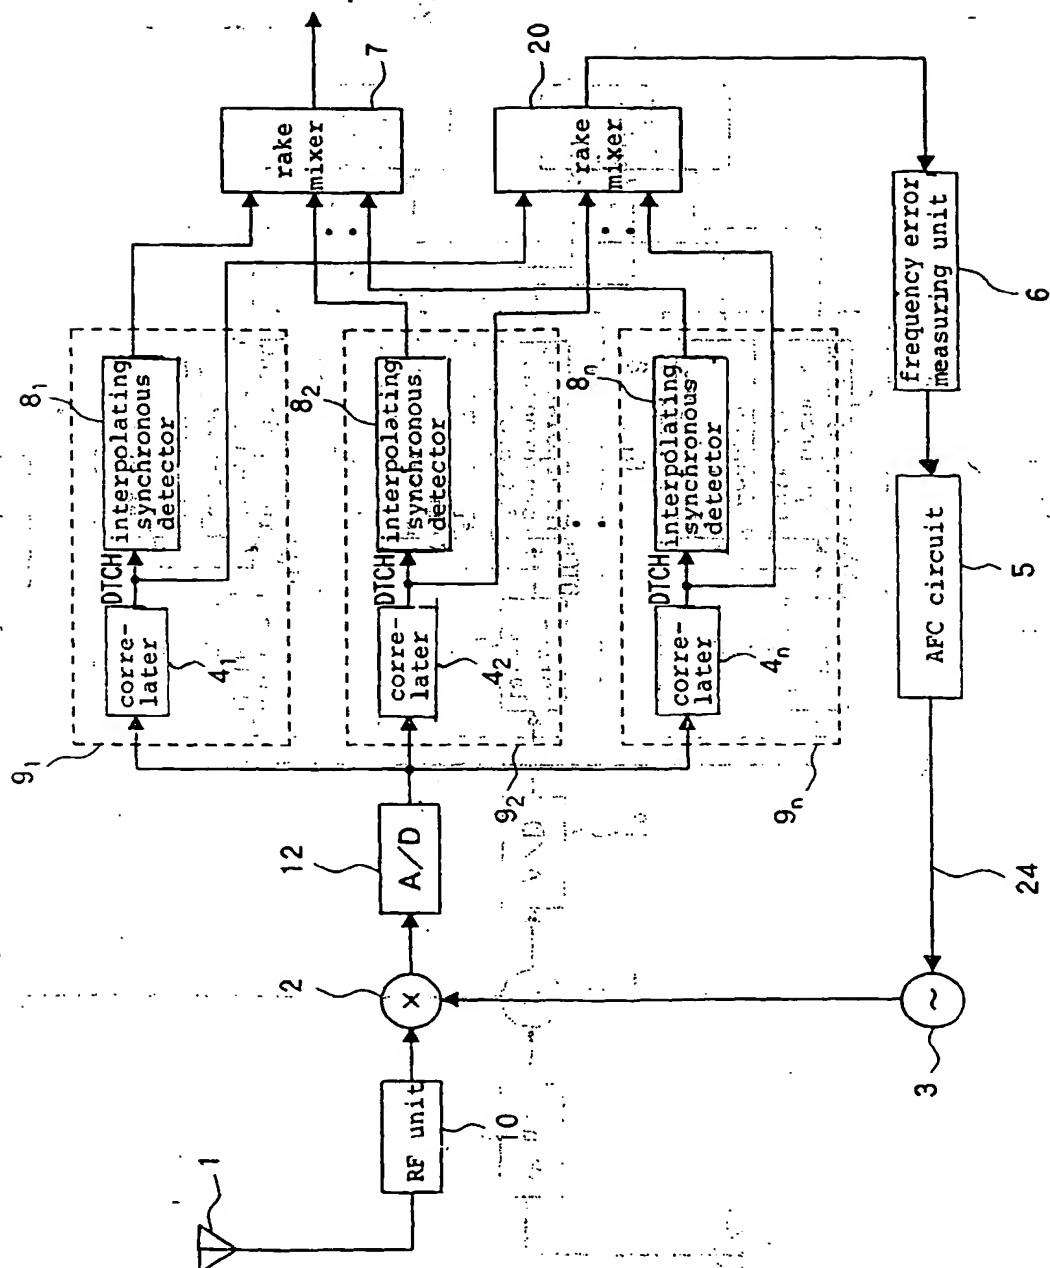 1
RF unit
10
2
×
3
~
24
12
A/D
9₁
corre-
later
4₁
DTCH
8₁
interpolating
synchronous
detector
9₂
corre-
later
4₂
DTCH
8₂
interpolating
synchronous
detector
9ₙ
corre-
later
4ₙ
DTCH
8ₙ
interpolating
synchronous
detector
rake
mixer
7
rake
mixer
20
frequency error
measuring unit
6
AFC circuit
5